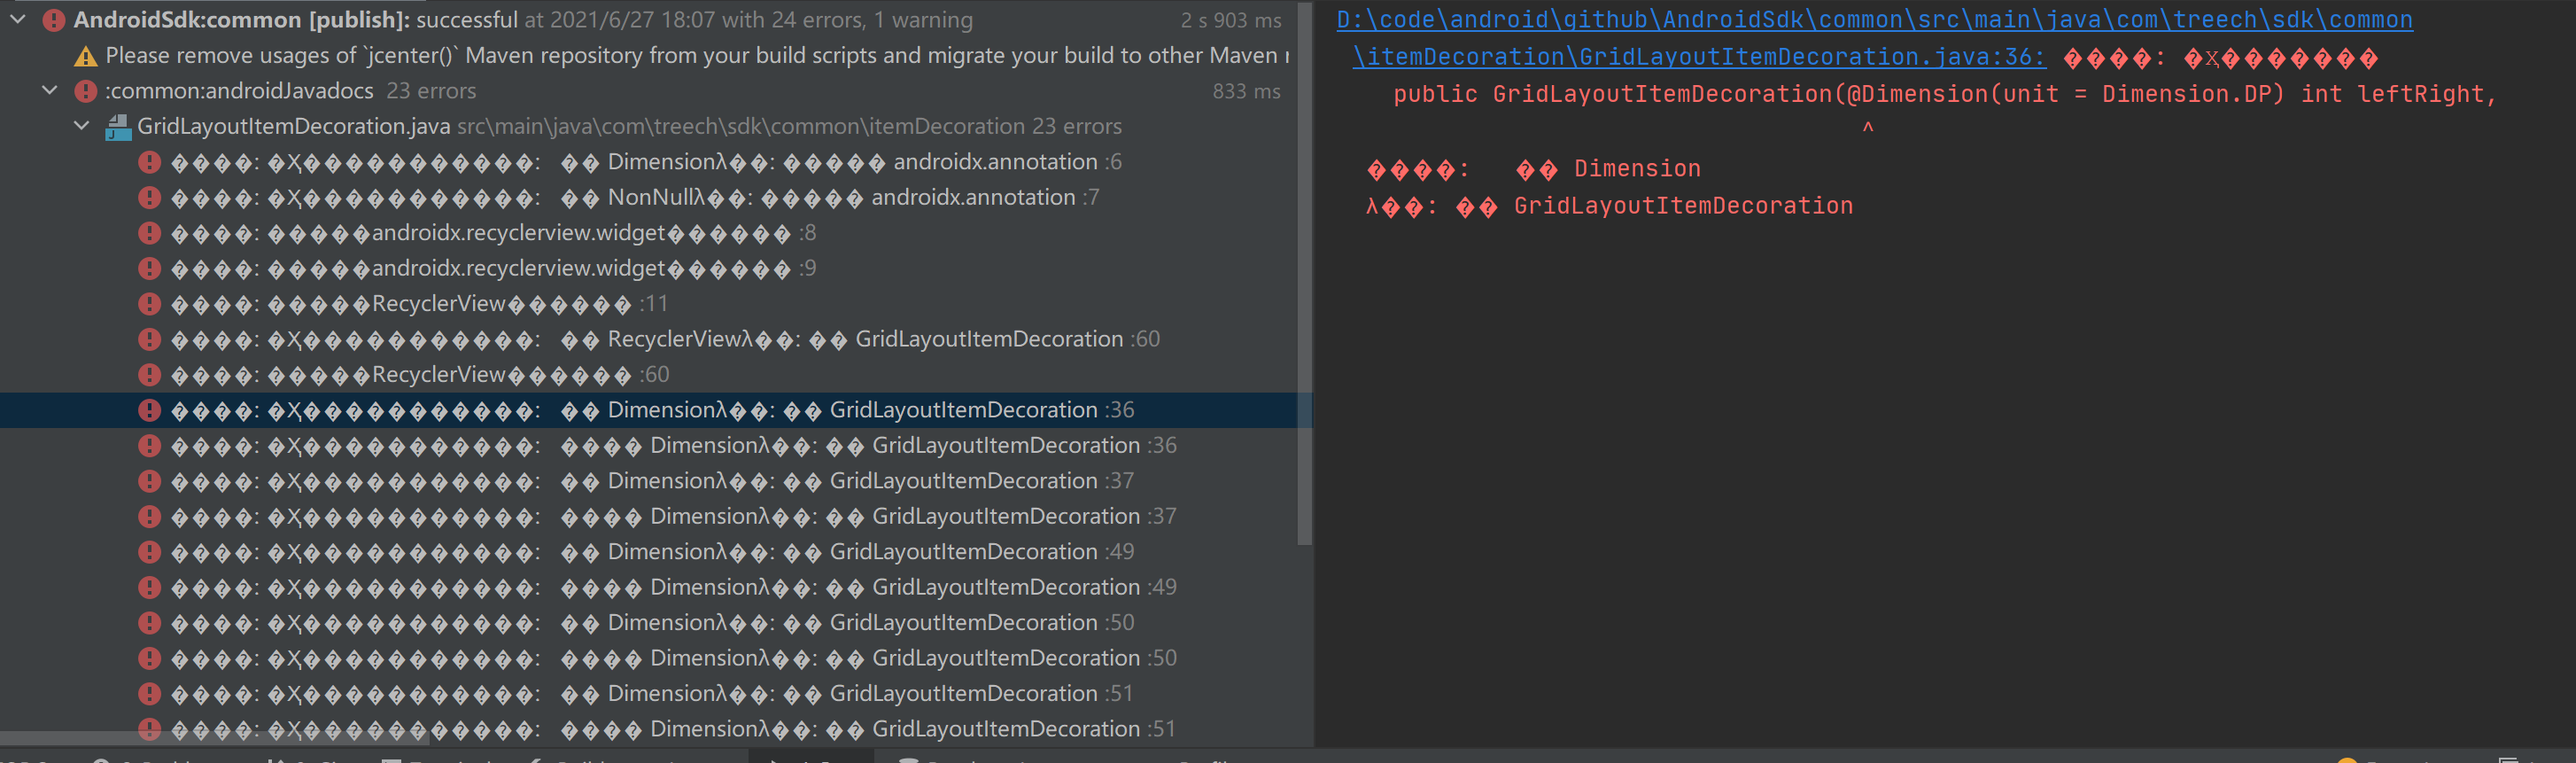 AndroidSdk:common [publish]: successful at 2021/6/27 18:07 with 24 errors, 1 warning 2 s 903 ms
Please remove usages of `jcenter()` Maven repository from your build scripts and migrate your build to other Maven r
:common:androidJavadocs 23 errors 833 ms
GridLayoutItemDecoration.java src\main\java\com\treech\sdk\common\itemDecoration 23 errors
����: �Ҳ����������: �� Dimensionλ��: ����� androidx.annotation :6
����: �Ҳ����������: �� NonNullλ��: ����� androidx.annotation :7
����: �����androidx.recyclerview.widget������ :8
����: �����androidx.recyclerview.widget������ :9
����: �����RecyclerView������ :11
����: �Ҳ����������: �� RecyclerViewλ��: �� GridLayoutItemDecoration :60
����: �����RecyclerView������ :60
����: �Ҳ����������: �� Dimensionλ��: �� GridLayoutItemDecoration :36
����: �Ҳ����������: ���� Dimensionλ��: �� GridLayoutItemDecoration :36
����: �Ҳ����������: �� Dimensionλ��: �� GridLayoutItemDecoration :37
����: �Ҳ����������: ���� Dimensionλ��: �� GridLayoutItemDecoration :37
����: �Ҳ����������: �� Dimensionλ��: �� GridLayoutItemDecoration :49
����: �Ҳ����������: ���� Dimensionλ��: �� GridLayoutItemDecoration :49
����: �Ҳ����������: �� Dimensionλ��: �� GridLayoutItemDecoration :50
����: �Ҳ����������: ���� Dimensionλ��: �� GridLayoutItemDecoration :50
����: �Ҳ����������: �� Dimensionλ��: �� GridLayoutItemDecoration :51
����: �Ҳ����������: ���� Dimensionλ��: �� GridLayoutItemDecoration :51
D:\code\android\github\AndroidSdk\common\src\main\java\com\treech\sdk\common
\itemDecoration\GridLayoutItemDecoration.java:36: ����: �Ҳ�������
public GridLayoutItemDecoration(@Dimension(unit = Dimension.DP) int leftRight,
^
����: �� Dimension
λ��: �� GridLayoutItemDecoration